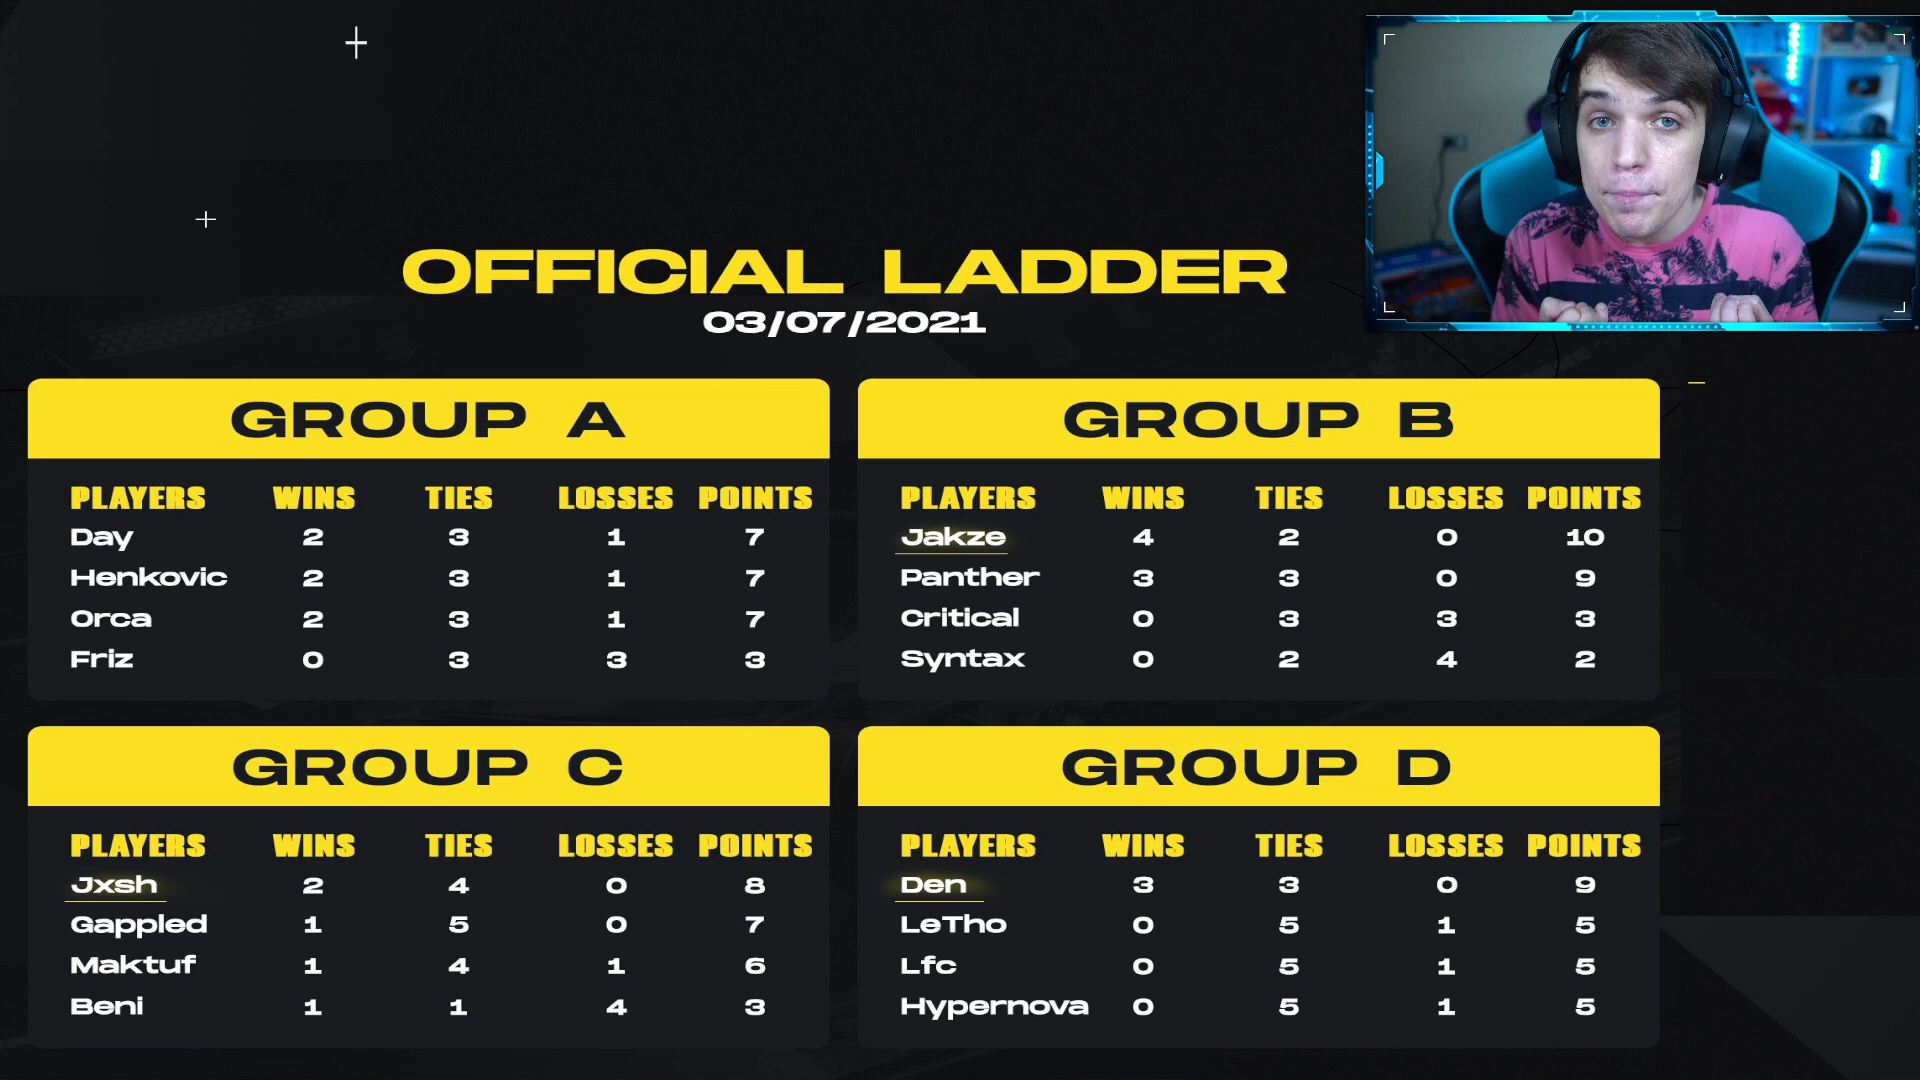 OFFICIAL LADDER
03/07/2021
GROUP A
PLAYERS WINS TIES LOSSES POINTS
Day 2 3 1 7
Henkovic 2 3 1 7
Orca 2 3 1 7
Friz 0 3 3 3
GROUP B
PLAYERS WINS TIES LOSSES POINTS
Jakze 4 2 0 10
Panther 3 3 0 9
Critical 0 3 3 3
Syntax 0 2 4 2
GROUP C
PLAYERS WINS TIES LOSSES POINTS
Jxsh 2 4 0 8
Gappled 1 5 0 7
Maktuf 1 4 1 6
Beni 1 1 4 3
GROUP D
PLAYERS WINS TIES LOSSES POINTS
Den 3 3 0 9
LeTho 0 5 1 5
Lfc 0 5 1 5
Hypernova 0 5 1 5